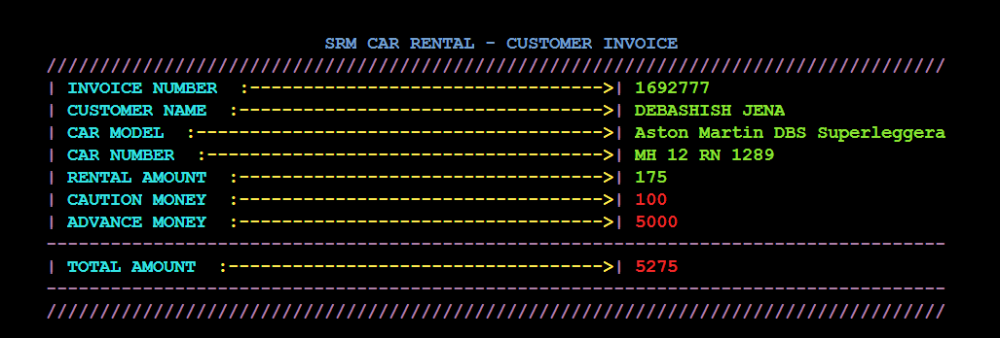 SRM CAR RENTAL - CUSTOMER INVOICE
////////////////////////////////////////////////////////////////////////////////////
| INVOICE NUMBER  :--------------------------------->| 1692777
| CUSTOMER NAME  :---------------------------------->| DEBASHISH JENA
| CAR MODEL  :-------------------------------------->| Aston Martin DBS Superleggera
| CAR NUMBER  :------------------------------------->| MH 12 RN 1289
| RENTAL AMOUNT  :---------------------------------->| 175
| CAUTION MONEY  :---------------------------------->| 100
| ADVANCE MONEY  :---------------------------------->| 5000
------------------------------------------------------------------------------------
| TOTAL AMOUNT  :----------------------------------->| 5275
------------------------------------------------------------------------------------
////////////////////////////////////////////////////////////////////////////////////